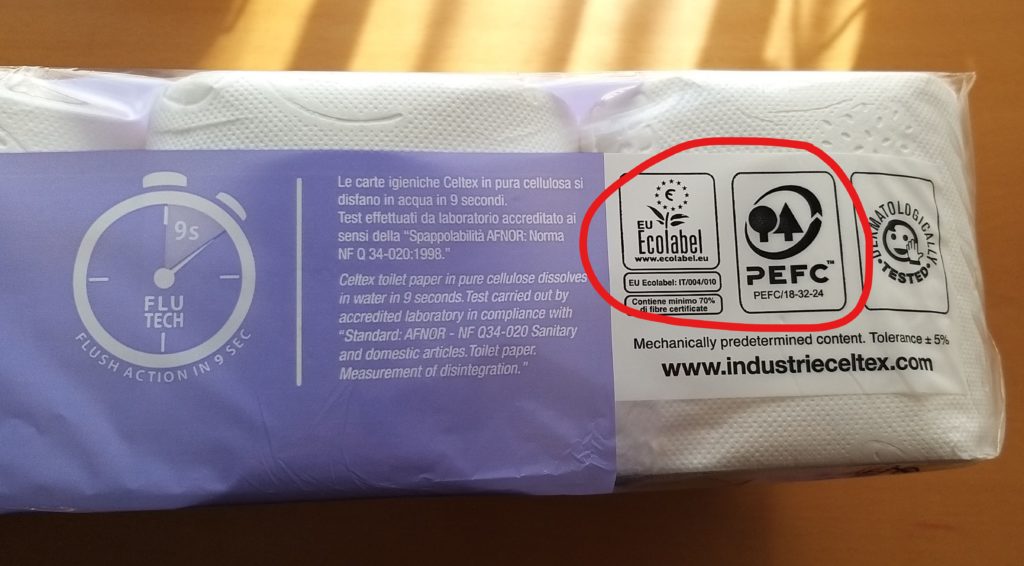 9s
FLU
TECH
FLUSH ACTION IN 9 SEC
Le carte igieniche Celtex in pura cellulosa si
disfano in acqua in 9 secondi.
Test effettuati da laboratorio accreditato ai
sensi della “Spappolabilità AFNOR: Norma
NF Q 34-020:1998.”
Celtex toilet paper in pure cellulose dissolves
in water in 9 seconds. Test carried out by
accredited laboratory in compliance with
“Standard: AFNOR - NF Q34-020 Sanitary
and domestic articles. Toilet paper.
Measurement of disintegration.”
€
EU
Ecolabel
www.ecolabel.eu
EU Ecolabel: IT/004/010
Contiene minimo 70%
di fibre certificate
PEFC™
PEFC/18-32-24
DERMATOLOGICALLY
TESTED
Mechanically predetermined content. Tolerance ± 5%
www.industrieceltex.com